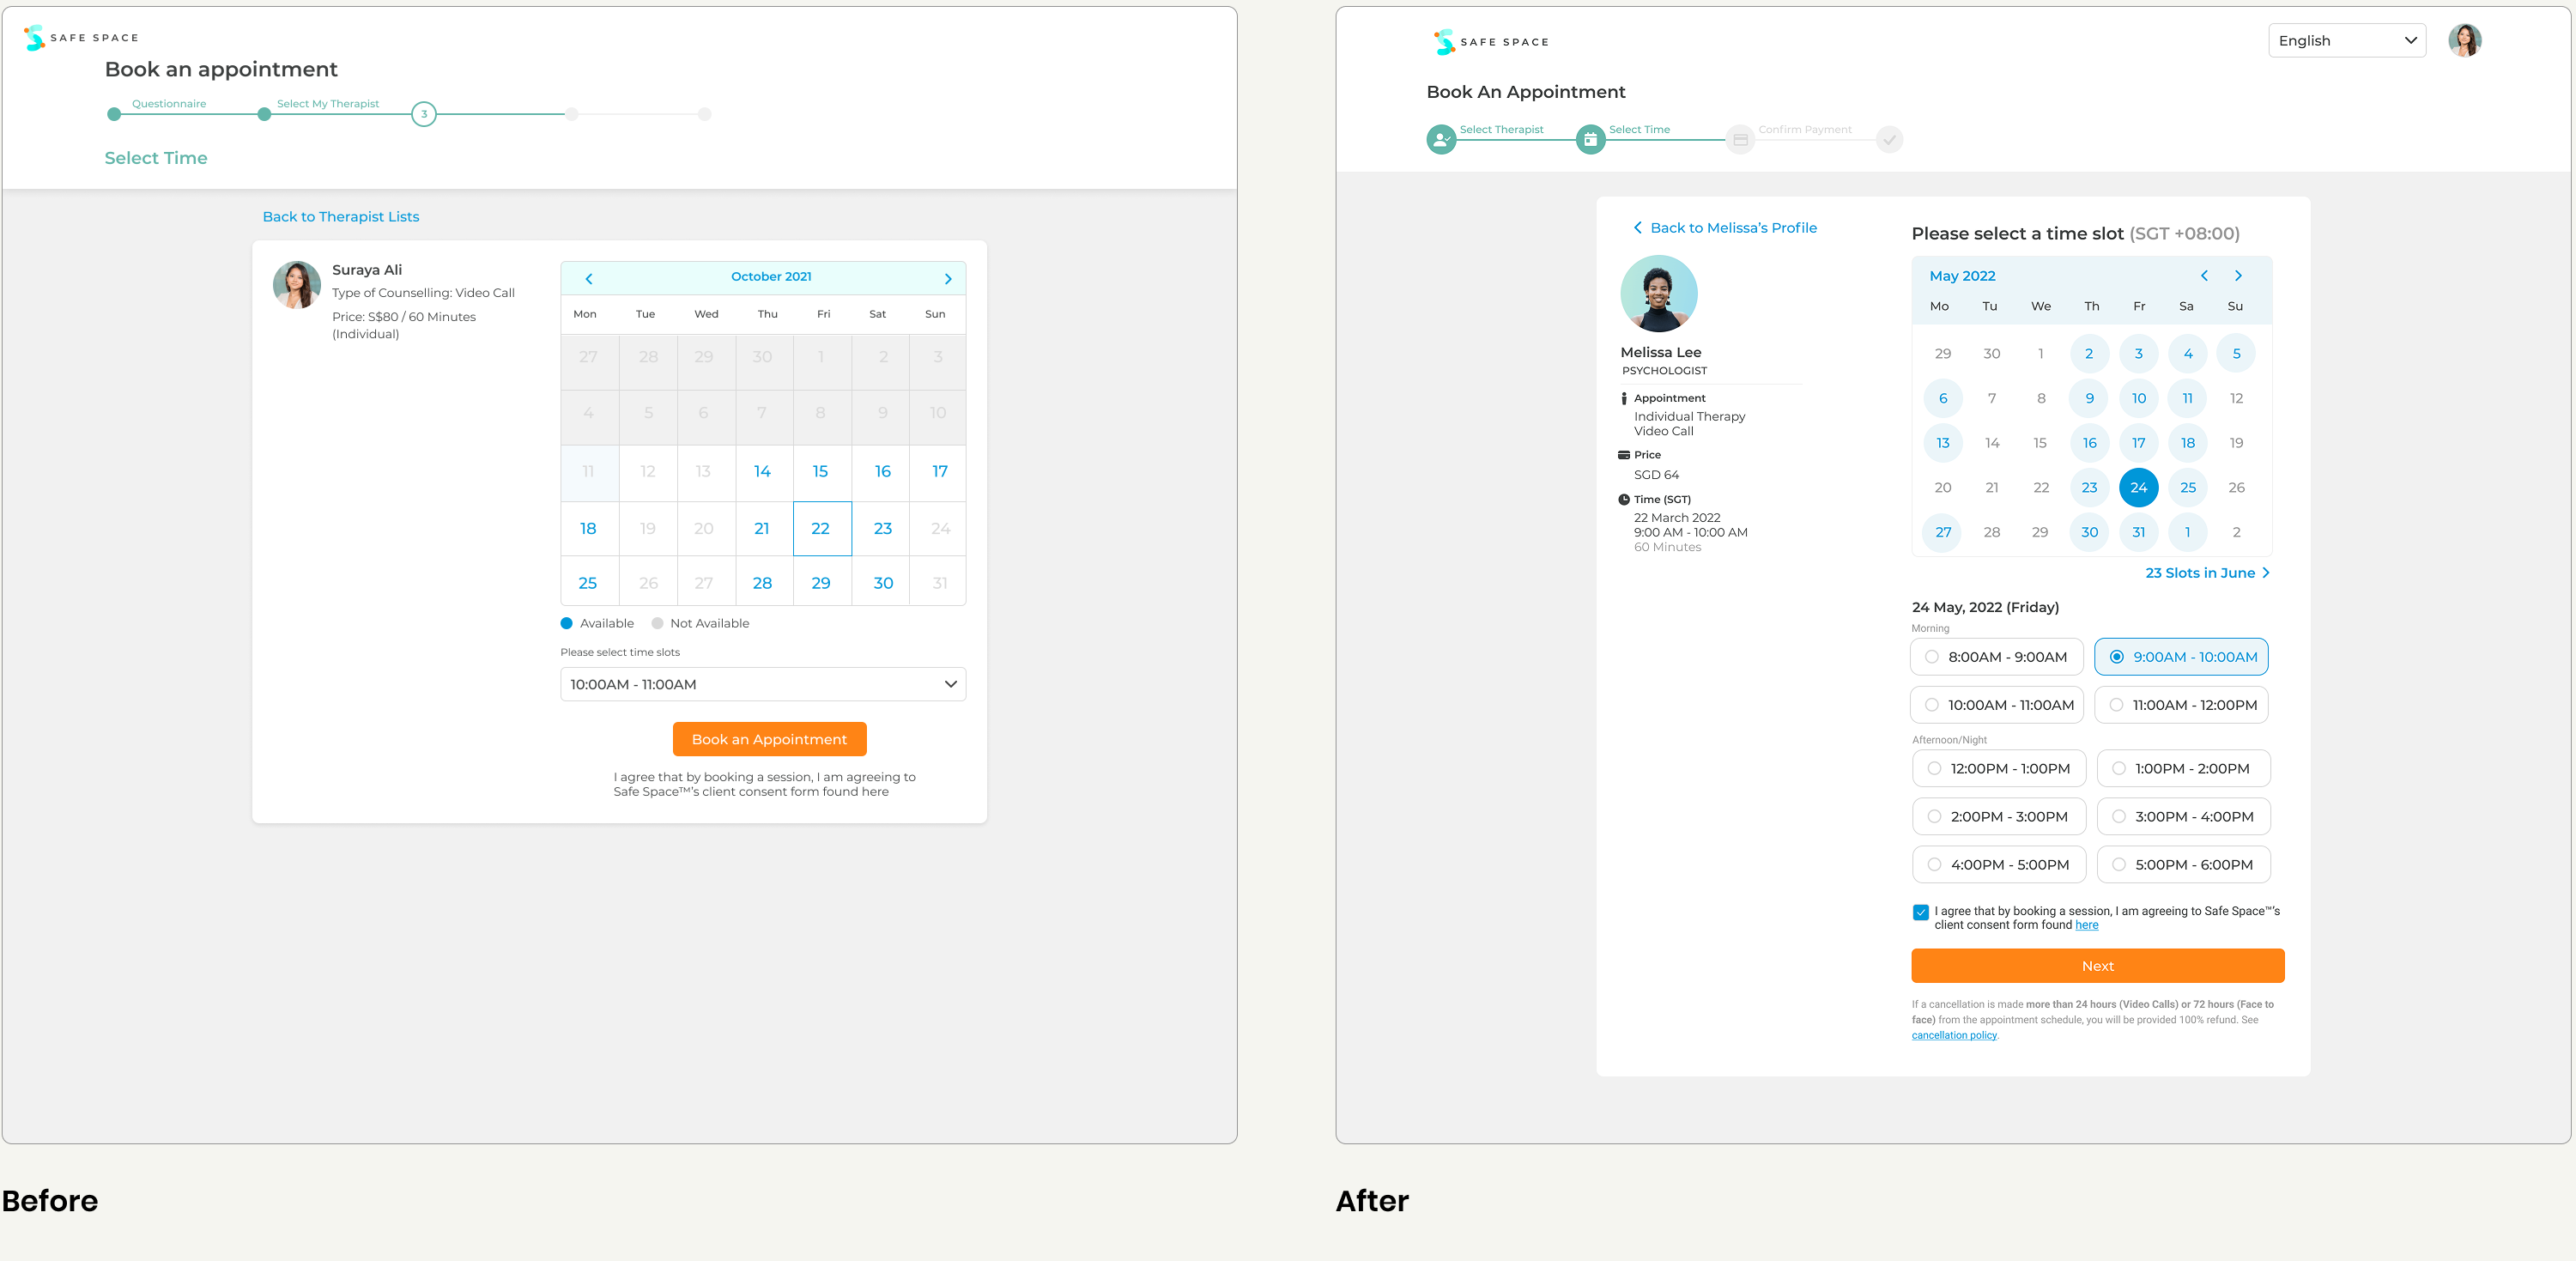 SAFE SPACE
Book an appointment
Questionnaire
Select My Therapist
3
Select Time
Back to Therapist Lists
Suraya Ali
Type of Counselling: Video Call
Price: S$80 / 60 Minutes
(Individual)
October 2021
Mon Tue Wed Thu Fri Sat Sun
27 28 29 30 1 2 3
4 5 6 7 8 9 10
11 12 13 14 15 16 17
18 19 20 21 22 23 24
25 26 27 28 29 30 31
Available Not Available
Please select time slots
10:00AM - 11:00AM
Book an Appointment
I agree that by booking a session, I am agreeing to
Safe Space™'s client consent form found here
Before
SAFE SPACE
English
Book An Appointment
Select Therapist
Select Time
Confirm Payment
Back to Melissa's Profile
Melissa Lee
PSYCHOLOGIST
Appointment
Individual Therapy
Video Call
Price
SGD 64
Time (SGT)
22 March 2022
9:00 AM - 10:00 AM
60 Minutes
Please select a time slot (SGT +08:00)
May 2022
Mo Tu We Th Fr Sa Su
29 30 1 2 3 4 5
6 7 8 9 10 11 12
13 14 15 16 17 18 19
20 21 22 23 24 25 26
27 28 29 30 31 1 2
23 Slots in June
24 May, 2022 (Friday)
Morning
8:00AM - 9:00AM
9:00AM - 10:00AM
10:00AM - 11:00AM
11:00AM - 12:00PM
Afternoon/Night
12:00PM - 1:00PM
1:00PM - 2:00PM
2:00PM - 3:00PM
3:00PM - 4:00PM
4:00PM - 5:00PM
5:00PM - 6:00PM
I agree that by booking a session, I am agreeing to Safe Space™'s
client consent form found here
Next
If a cancellation is made more than 24 hours (Video Calls) or 72 hours (Face to
face) from the appointment schedule, you will be provided 100% refund. See
cancellation policy.
After